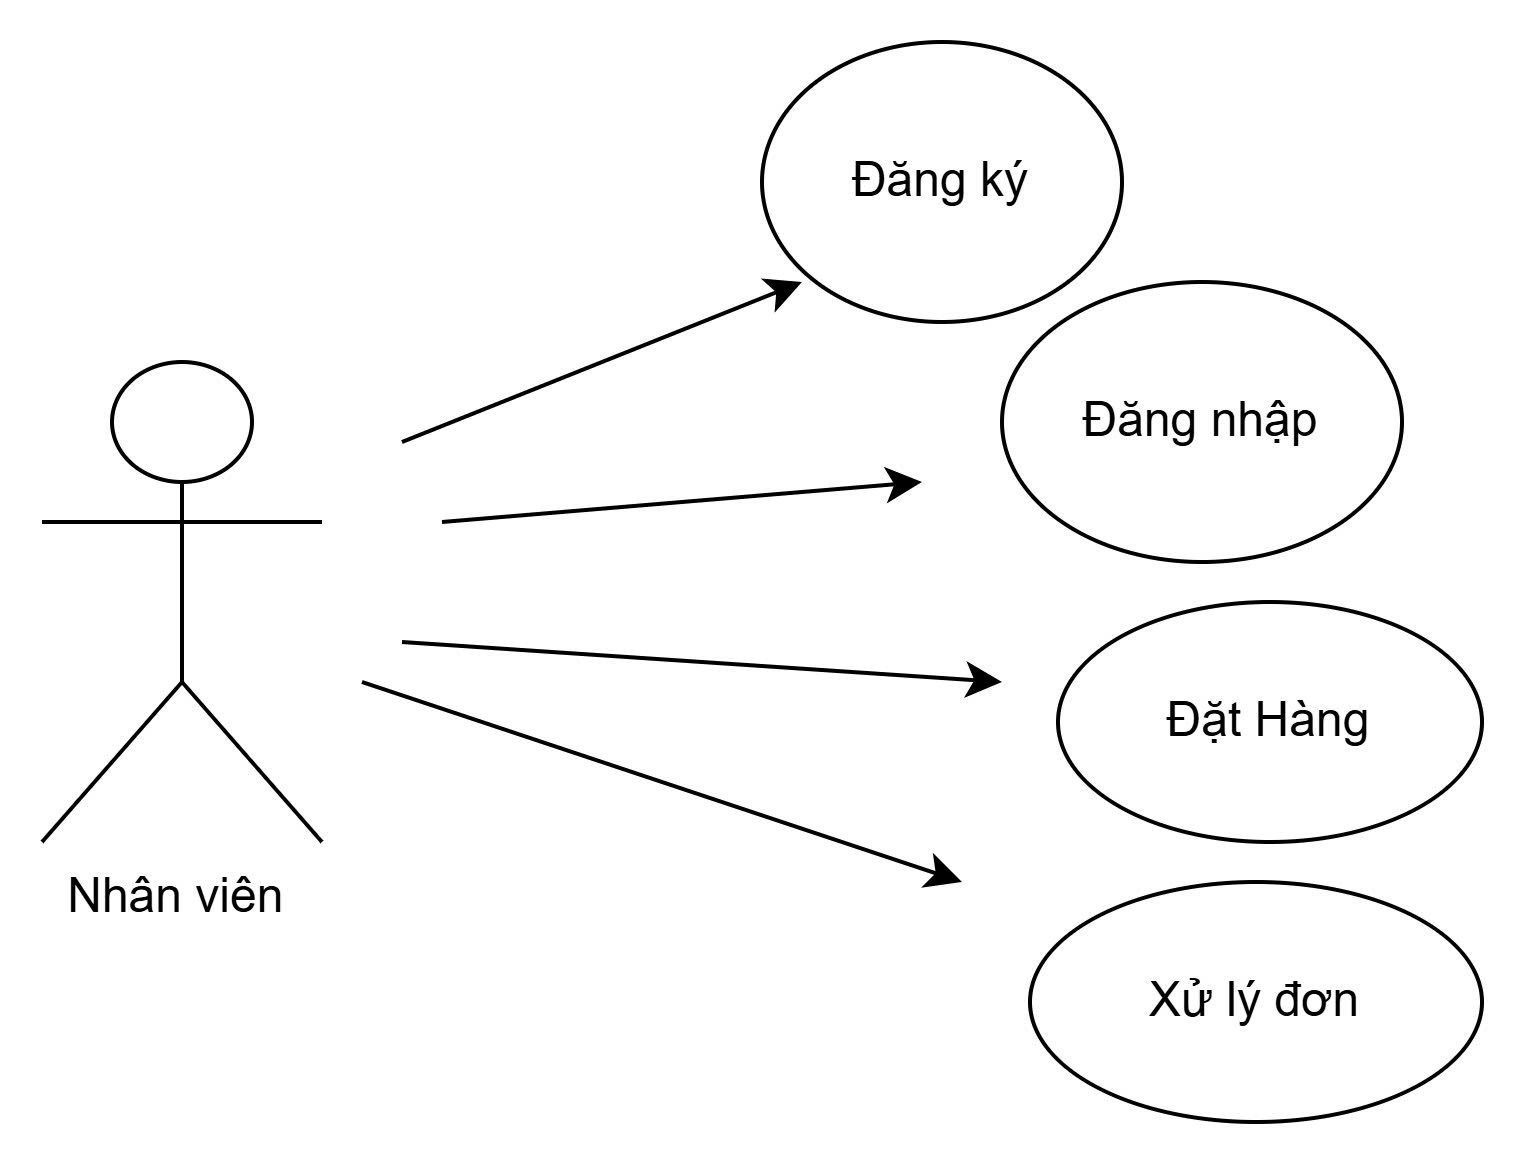 Đăng ký
Đăng nhập
Đặt Hàng
Xử lý đơn
Nhân viên